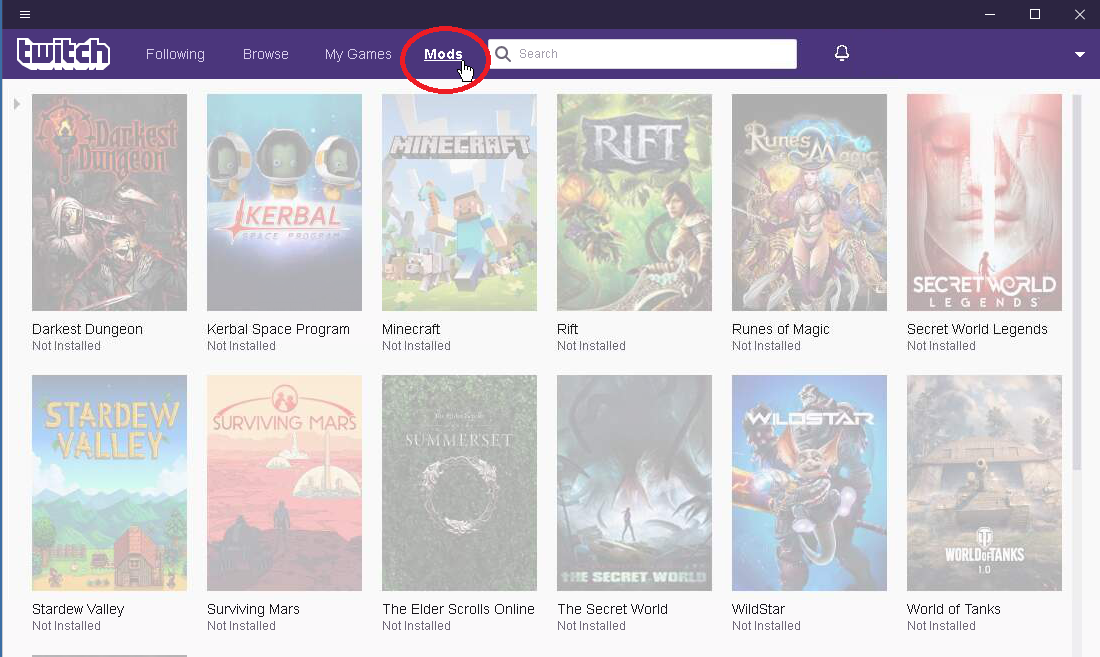 twitch
Following Browse My Games Mods Search
Darkest Dungeon
KERBAL
SPACE PROGRAM
MINECRAFT
RIFT
Runes of Magic
SECRET WORLD
LEGENDS
Darkest Dungeon Kerbal Space Program Minecraft Rift Runes of Magic Secret World Legends
Not Installed Not Installed Not Installed Not Installed Not Installed Not Installed
STARDEW
VALLEY
SURVIVING MARS
The Elder Scrolls
SUMMERSET
THE SECRET WORLD
WILDSTAR
WORLD OF TANKS
1.0
Stardew Valley Surviving Mars The Elder Scrolls Online The Secret World WildStar World of Tanks
Not Installed Not Installed Not Installed Not Installed Not Installed Not Installed